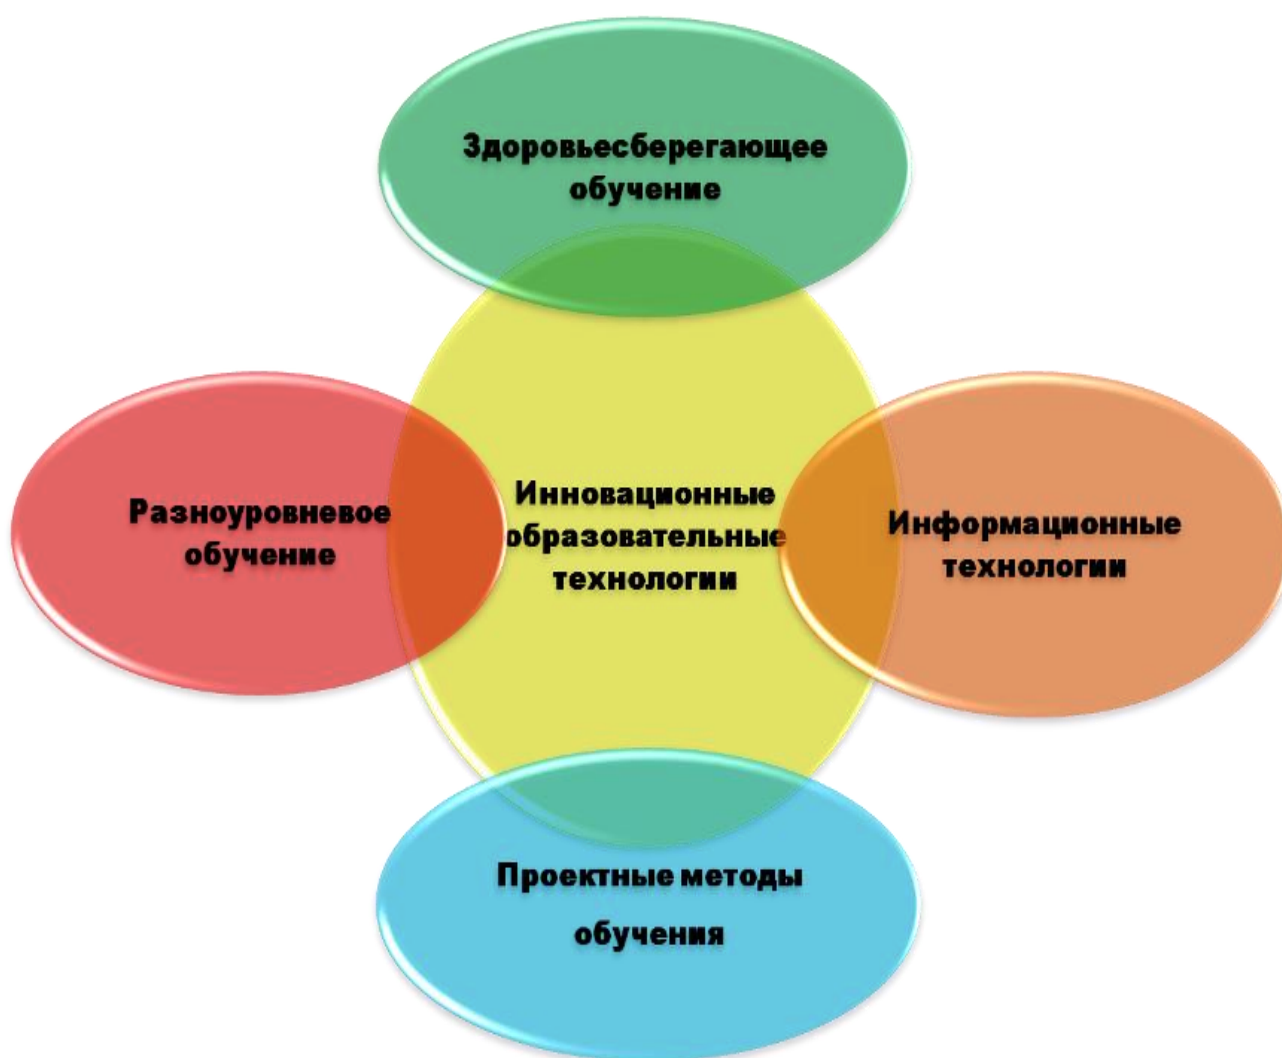 Здоровьесберегающее
обучение
Разноуровневое
обучение
Инновационные
образовательные
технологии
Информационные
технологии
Проектные методы
обучения